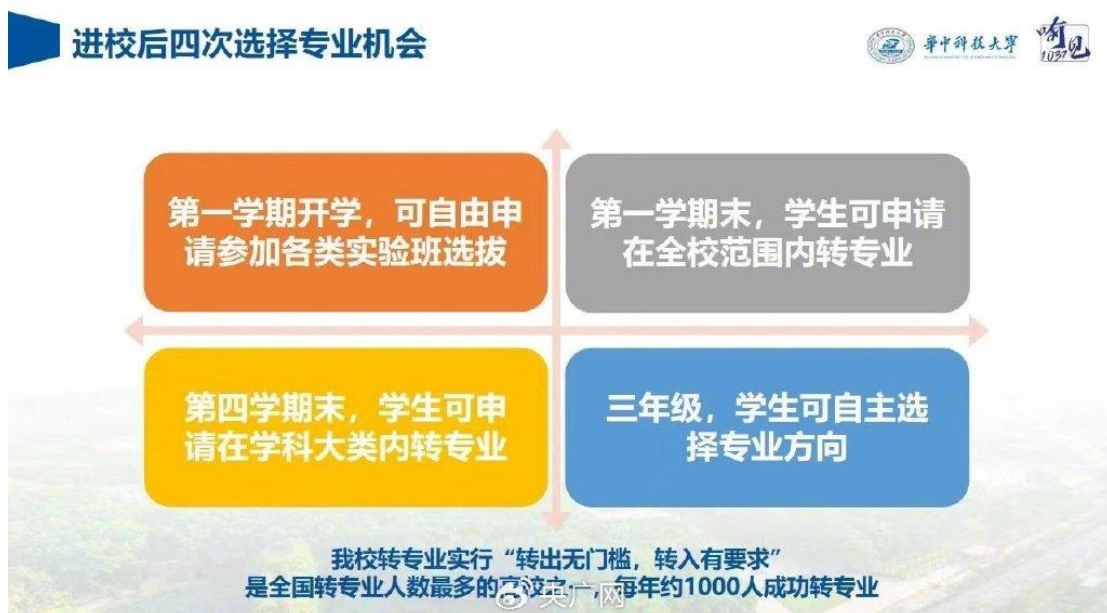 进校后四次选择专业机会
华中科技大学
喻见
1037
第一学期开学，可自由申
请参加各类实验班选拔
第一学期末，学生可申请
在全校范围内转专业
第四学期末，学生可申
请在学科大类内转专业
三年级，学生可自主选
择专业方向
我校转专业实行“转出无门槛，转入有要求”
是全国转专业人数最多的高校之一，每年约1000人成功转专业
央广网